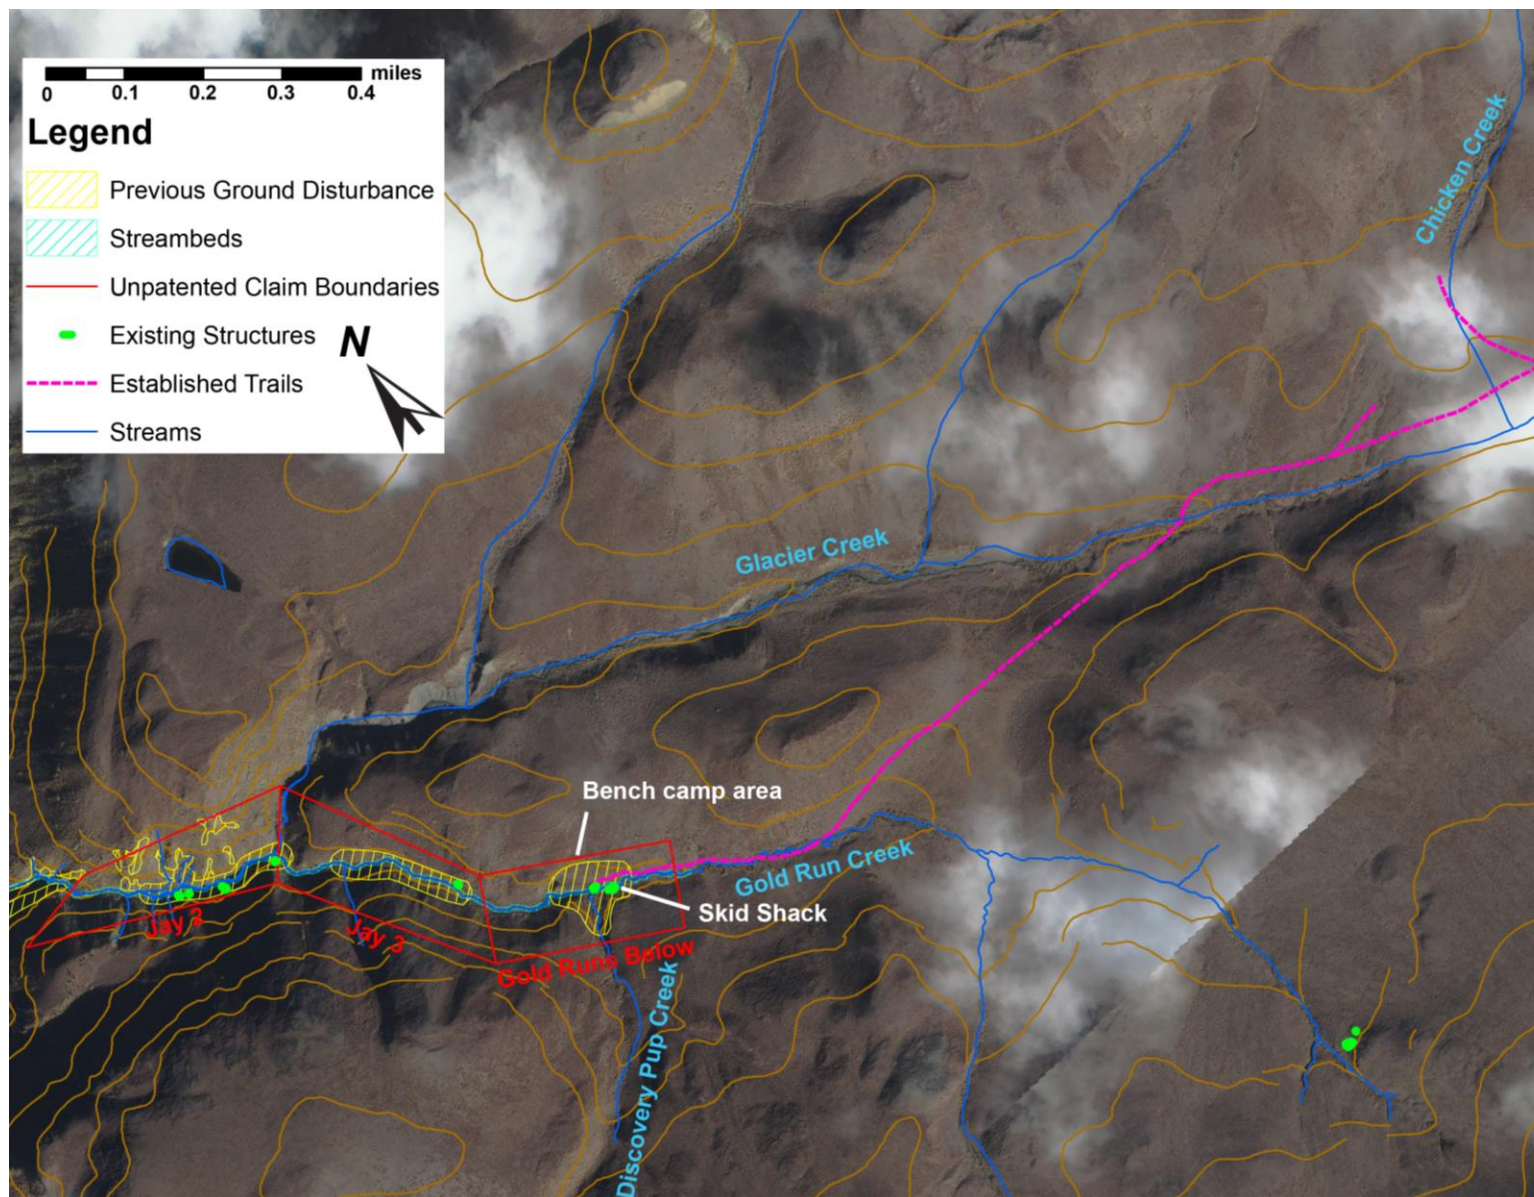 miles
0 0.1 0.2 0.3 0.4
Legend
Previous Ground Disturbance
Streambeds
Unpatented Claim Boundaries
Existing Structures
N
Established Trails
Streams
Chicken Creek
Glacier Creek
Bench camp area
Gold Run Creek
Skid Shack
Jay 2
Jay 3
Gold Runs Below
Discovery Pup Creek